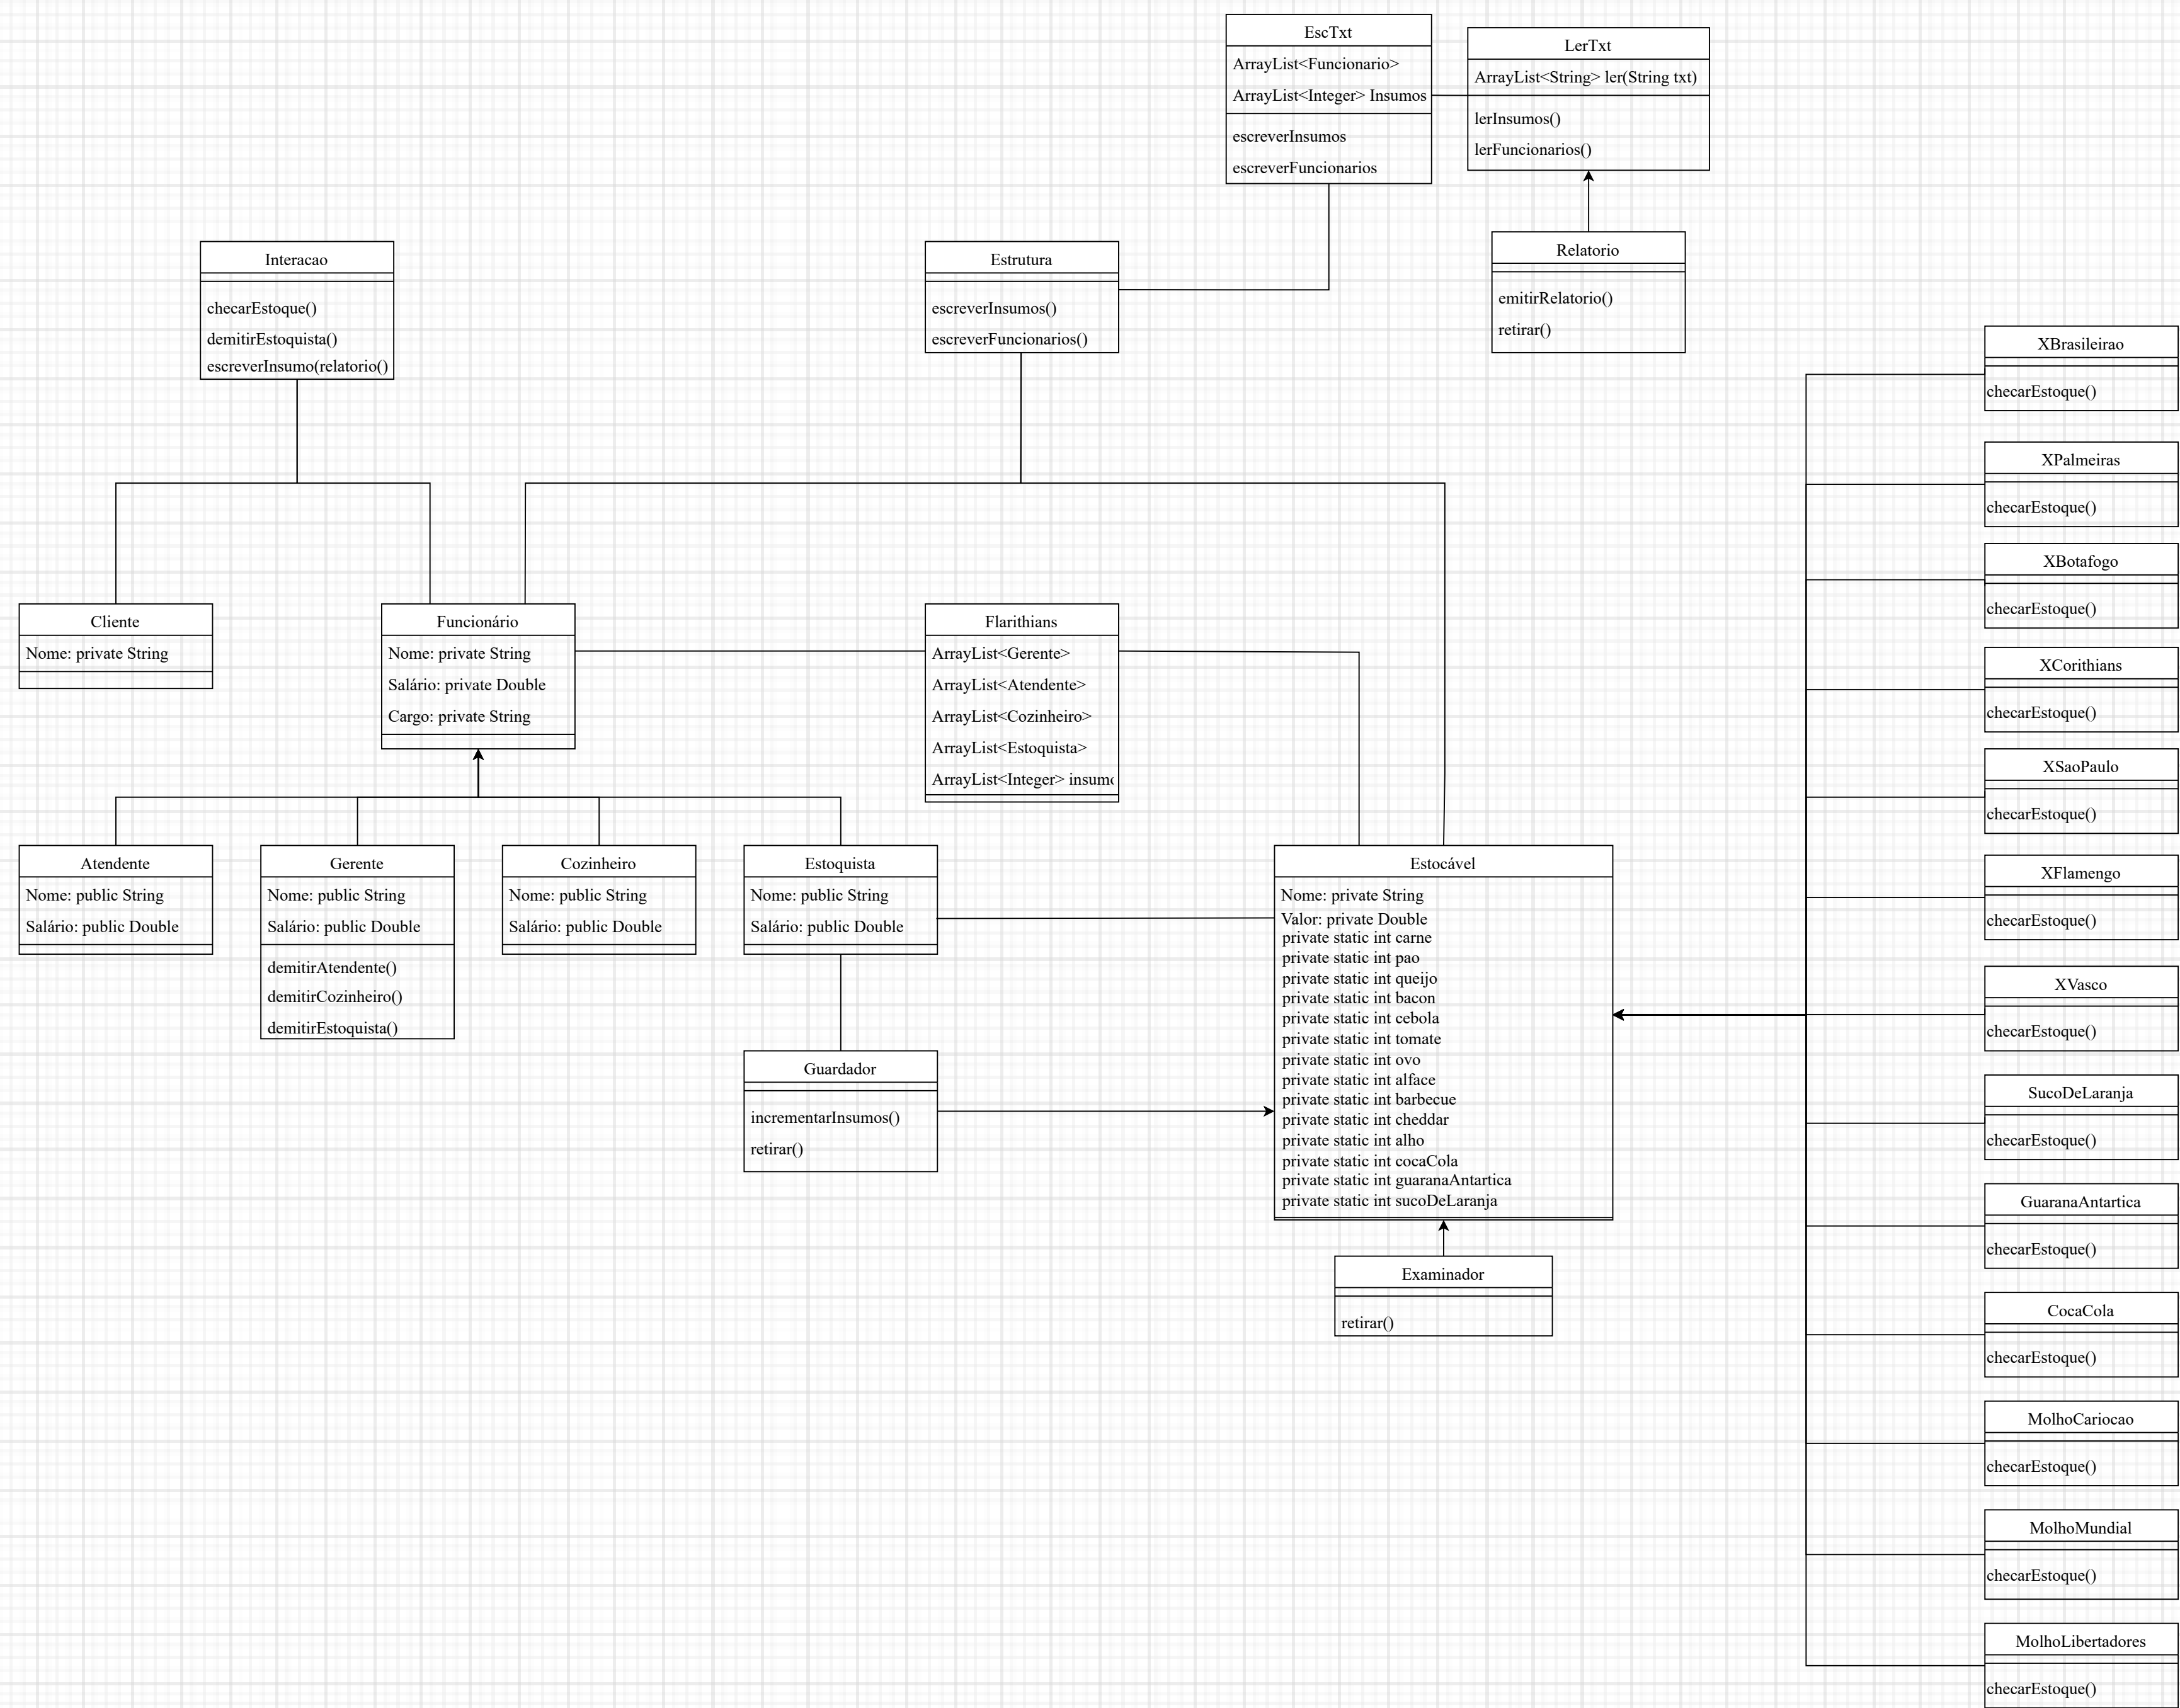 EscTxt
ArrayList<Funcionario>
ArrayList<Integer> Insumos
escreverInsumos
escreverFuncionarios
LerTxt
ArrayList<String> ler(String txt)
lerInsumos()
lerFuncionarios()
Interacao
checarEstoque()
demitirEstoquista()
escreverInsumo(relatorio()
Estrutura
escreverInsumos()
escreverFuncionarios()
Relatorio
emitirRelatorio()
retirar()
Cliente
Nome: private String
Funcionário
Nome: private String
Salário: private Double
Cargo: private String
Flarithians
ArrayList<Gerente>
ArrayList<Atendente>
ArrayList<Cozinheiro>
ArrayList<Estoquista>
ArrayList<Integer> insumo
Atendente
Nome: public String
Salário: public Double
Gerente
Nome: public String
Salário: public Double
demitirAtendente()
demitirCozinheiro()
demitirEstoquista()
Cozinheiro
Nome: public String
Salário: public Double
Estoquista
Nome: public String
Salário: public Double
Guardador
incrementarInsumos()
retirar()
Estocável
Nome: private String
Valor: private Double
private static int carne
private static int pao
private static int queijo
private static int bacon
private static int cebola
private static int tomate
private static int ovo
private static int alface
private static int barbecue
private static int cheddar
private static int alho
private static int cocaCola
private static int guaranaAntartica
private static int sucoDeLaranja
Examinador
retirar()
XBrasileirao
checarEstoque()
XPalmeiras
checarEstoque()
XBotafogo
checarEstoque()
XCorithians
checarEstoque()
XSaoPaulo
checarEstoque()
XFlamengo
checarEstoque()
XVasco
checarEstoque()
SucoDeLaranja
checarEstoque()
GuaranaAntartica
checarEstoque()
CocaCola
checarEstoque()
MolhoCariocao
checarEstoque()
MolhoMundial
checarEstoque()
MolhoLibertadores
checarEstoque()